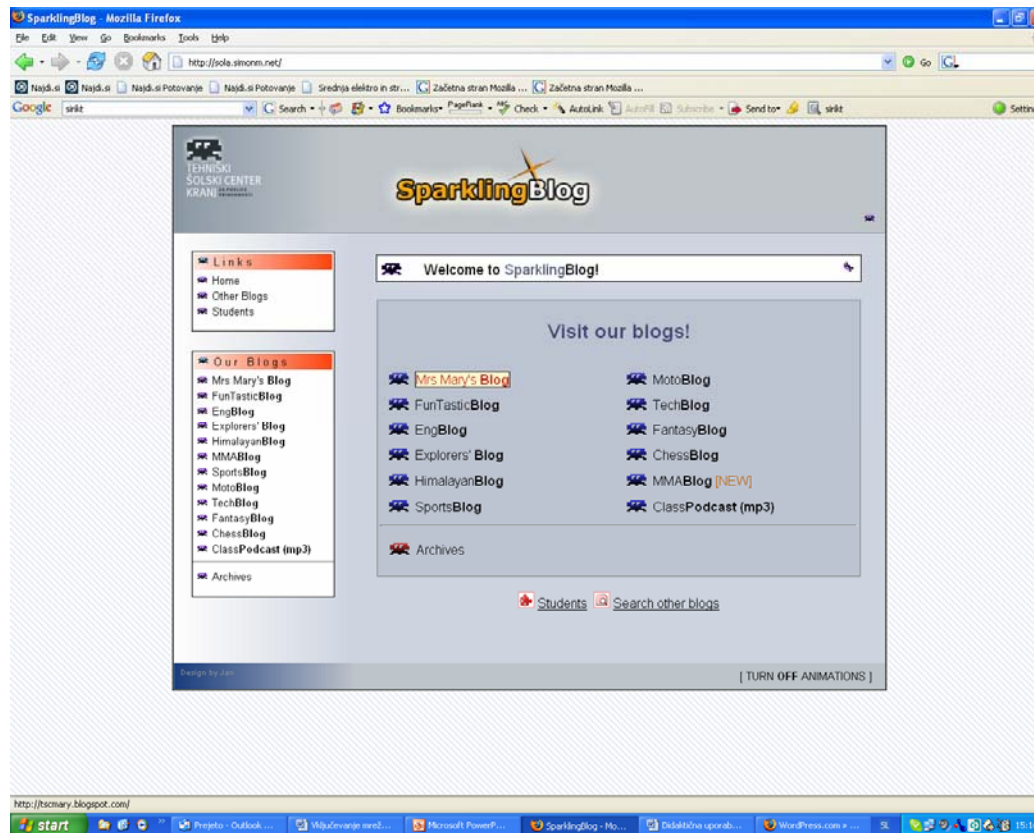 SparklingBlog - Mozilla Firefox
File Edit View Go Bookmarks Tools Help
http://sola.simonm.net/ Go
Najdi.si Najdi.si Najdi.si Potovanje Najdi.si Potovanje Srednja elektro in str... Začetna stran Mozilla ... Začetna stran Mozilla ...
Google sirikt Search Bookmarks PageRank Check AutoLink AutoFill Subscribe Send to sirikt
TEHNIŠKI
ŠOLSKI CENTER
KRANJ
SparklingBlog
Links
Home
Other Blogs
Students
Our Blogs
Mrs Mary's Blog
FunTasticBlog
EngBlog
Explorers' Blog
HimalayanBlog
MMABlog
SportsBlog
MotoBlog
TechBlog
FantasyBlog
ChessBlog
ClassPodcast (mp3)
Archives
Welcome to SparklingBlog!
Visit our blogs!
Mrs Mary's Blog
FunTasticBlog
EngBlog
Explorers' Blog
HimalayanBlog
SportsBlog
MotoBlog
TechBlog
FantasyBlog
ChessBlog
MMABlog [NEW]
ClassPodcast (mp3)
Archives
Students Search other blogs
Design by Jan
[ TURN OFF ANIMATIONS ]
http://tscmary.blogspot.com/
start Prejeto - Outlook ... Vključevanje mrež... Microsoft PowerP... SparklingBlog - Mo... Didaktična uporab... WordPress.com » ... SL